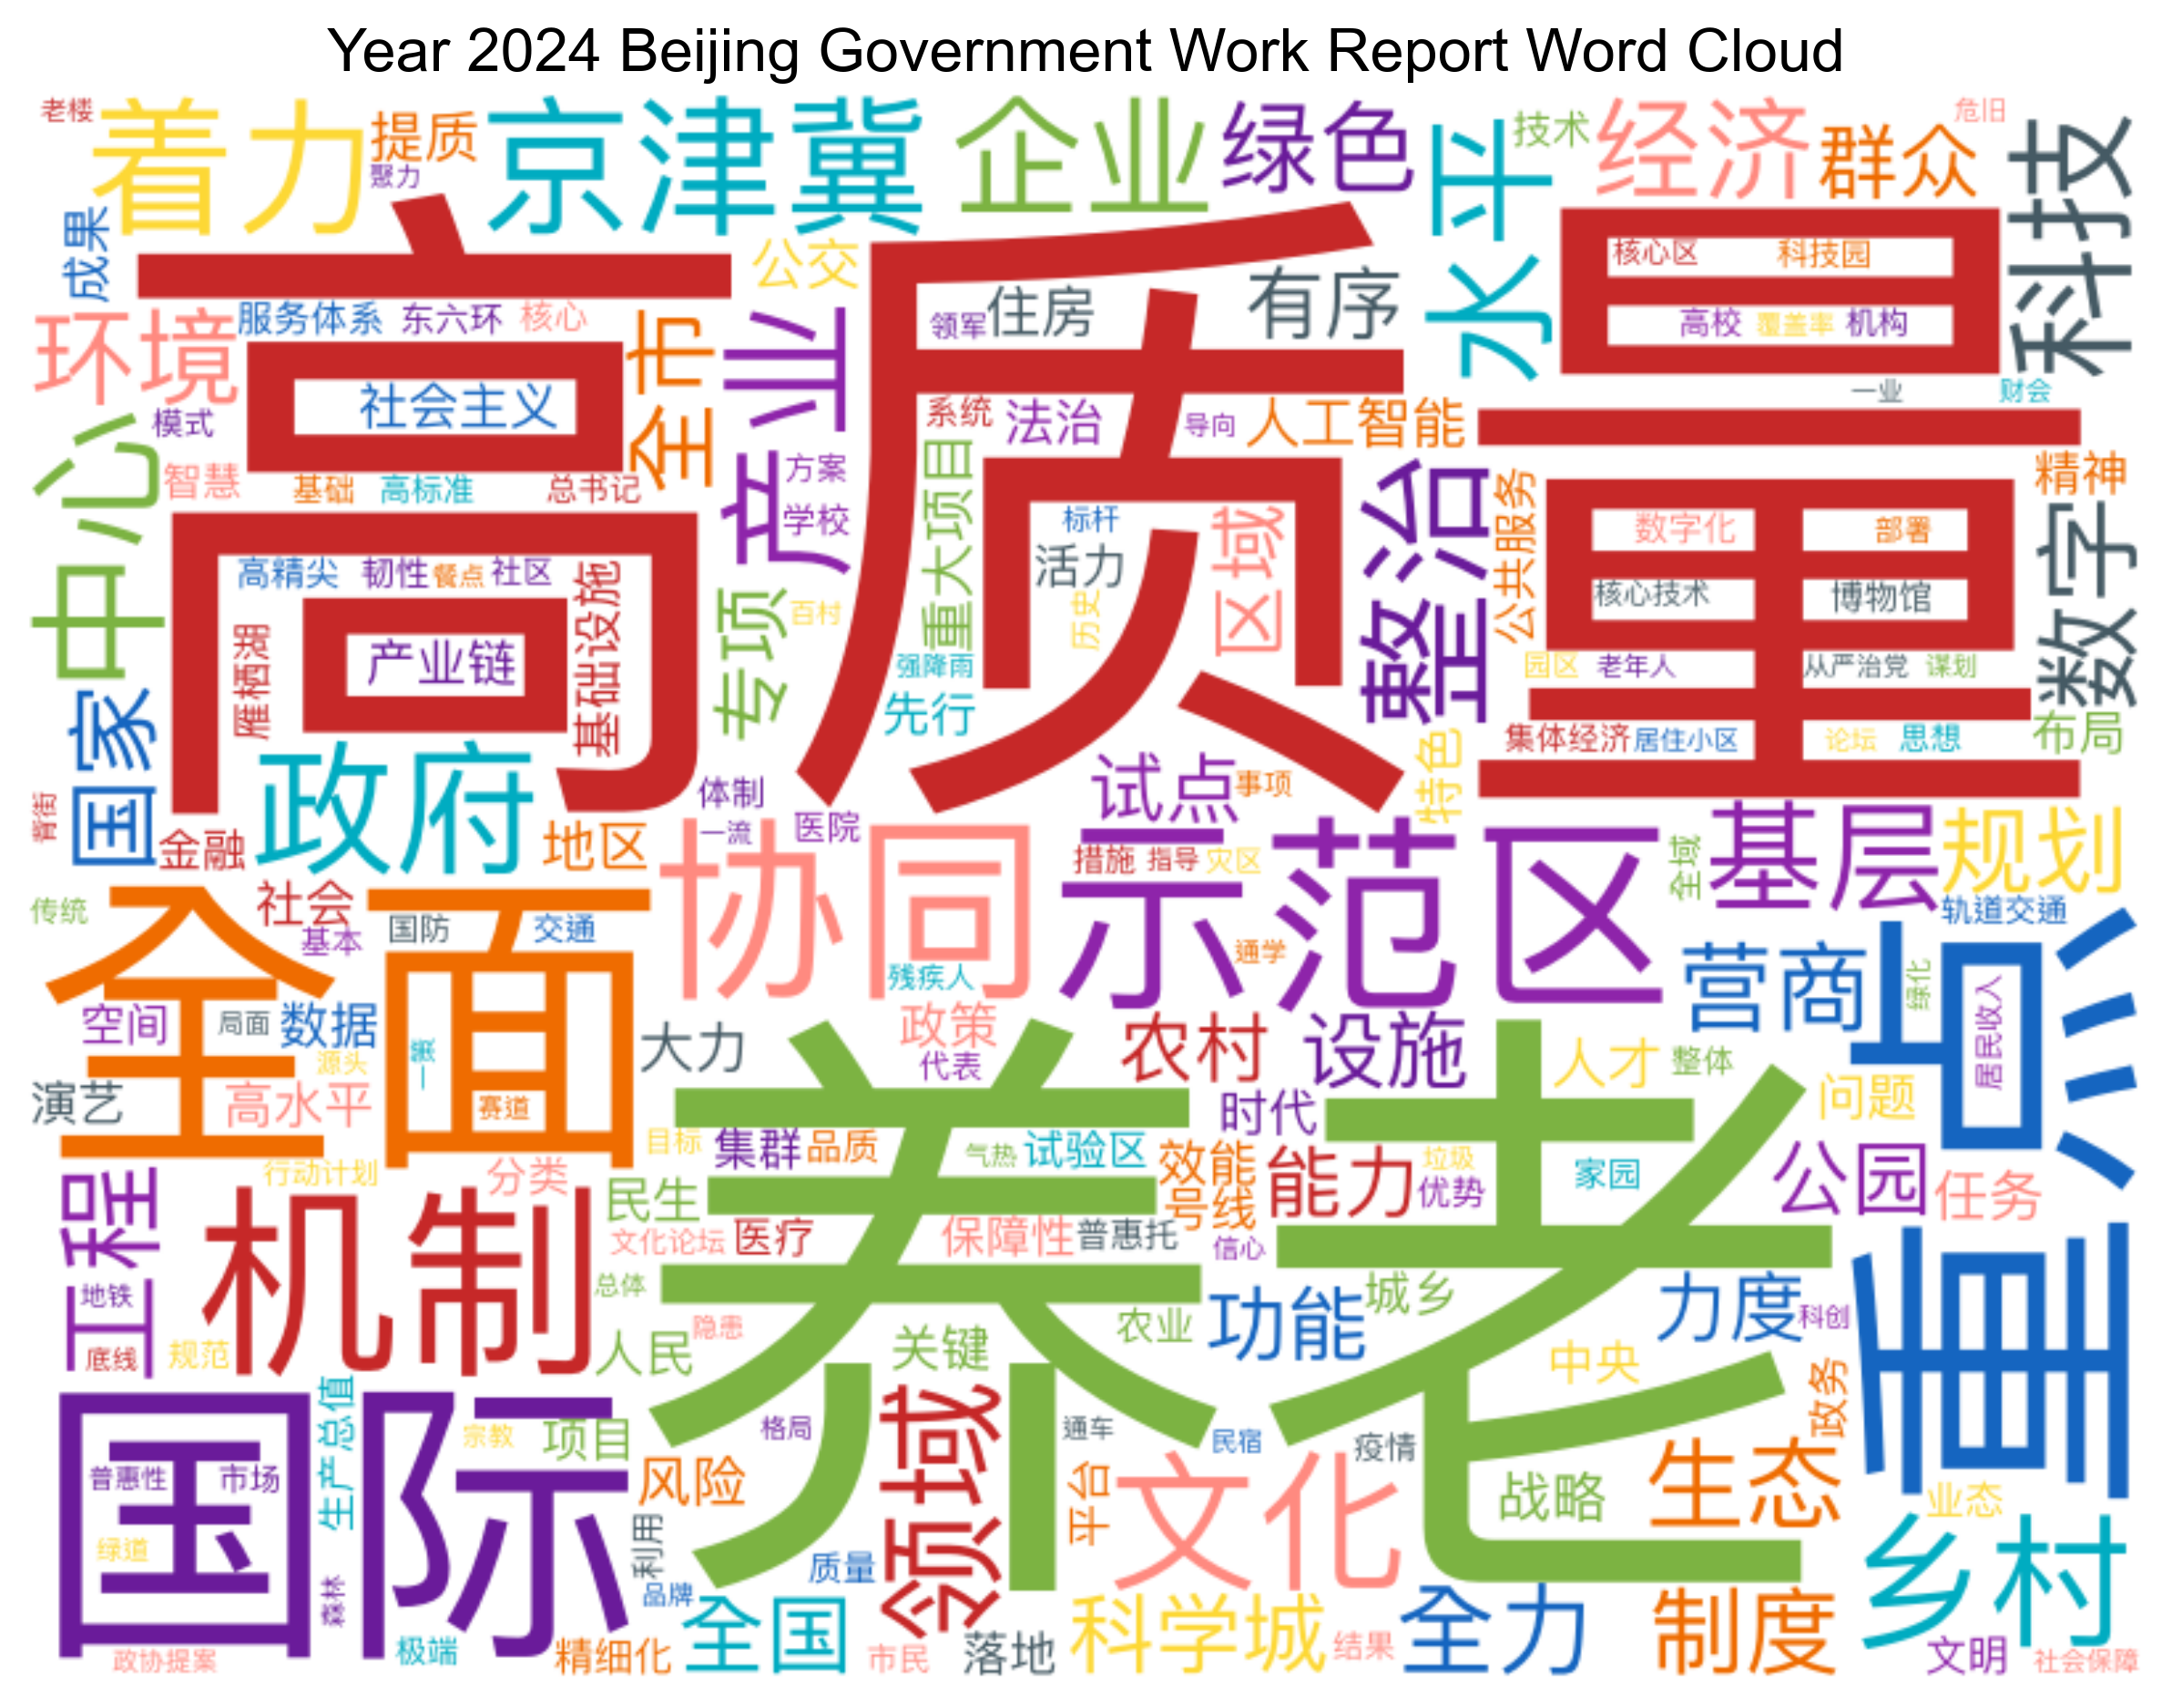 Year 2024 Beijing Government Work Report Word Cloud
老楼
着力
提质
聚力
京津冀
企业
绿色
水平
技术
经济
群众
危旧
科技
成果
高质量
公交
住房
有序
领军
核心区
科技园
高校
覆盖率
机构
环境
服务体系
东六环
核心
全市
产业
社会主义
模式
智慧
中心
基础
高标准
总书记
方案
学校
系统
法治
导向
人工智能
一业
财会
精神
重大项目
标杆
活力
区域
历史
整治
公共服务
数字化
部署
核心技术
博物馆
数字
高精尖
韧性
餐点
社区
基础设施
雁栖湖
产业链
专项
百村
强降雨
先行
园区
老年人
从严治党
谋划
集体经济
居住小区
论坛
思想
布局
国家
政府
背街
金融
地区
体制
一流
医院
试点
事项
特色
协同
示范区
措施
指导
灾区
全域
基层
规划
轨道交通
传统
全面
社会
基本
国防
交通
残疾人
通学
营商
绿化
重点
居民收入
空间
局面
数据
源头
一张
赛道
演艺
高水平
大力
政策
代表
农村
设施
人才
整体
问题
时代
养老
行动计划
分类
目标
集群
品质
气热
试验区
效能
号线
能力
垃圾
优势
家园
公园
任务
工程
地铁
底线
规范
机制
民生
文化论坛
医疗
保障性
普惠托
信心
总体
人民
隐患
关键
农业
功能
城乡
力度
科创
中央
政务
国际
普惠性
市场
绿道
生产总值
森林
宗教
项目
风险
利用
格局
领域
通车
平台
民宿
疫情
文化
战略
生态
业态
乡村
质量
品牌
政协提案
极端
精细化
全国
市民
落地
科学城
结果
全力
制度
文明
社会保障